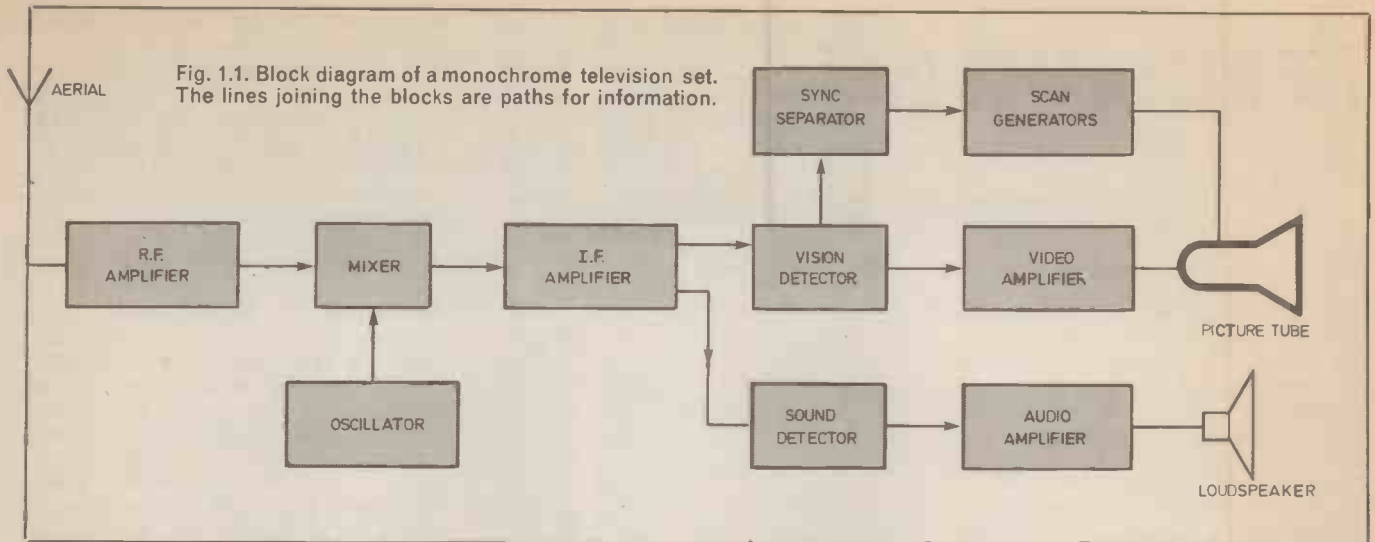 Fig. 1.1. Block diagram of a monochrome television set.
The lines joining the blocks are paths for information.
AERIAL
R.F.
AMPLIFIER
MIXER
OSCILLATOR
I.F.
AMPLIFIER
SYNC
SEPARATOR
SCAN
GENERATORS
VISION
DETECTOR
VIDEO
AMPLIFIER
PICTURE TUBE
SOUND
DETECTOR
AUDIO
AMPLIFIER
LOUDSPEAKER